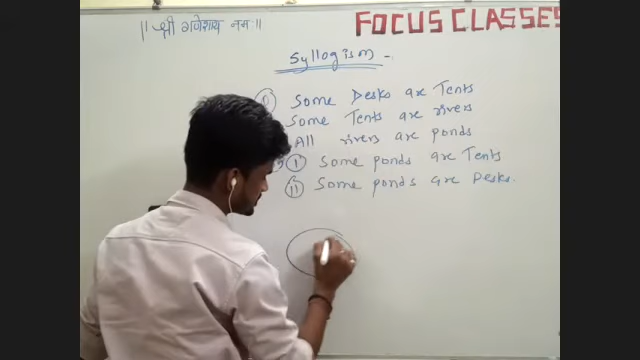 || श्री गणेशाय नमः ||
FOCUS CLASSES
Syllogism -.
Some Desks are Tents
Some Tents are rivers
All rivers are ponds
(i) Some ponds are Tents
(ii) Some ponds are Desks.